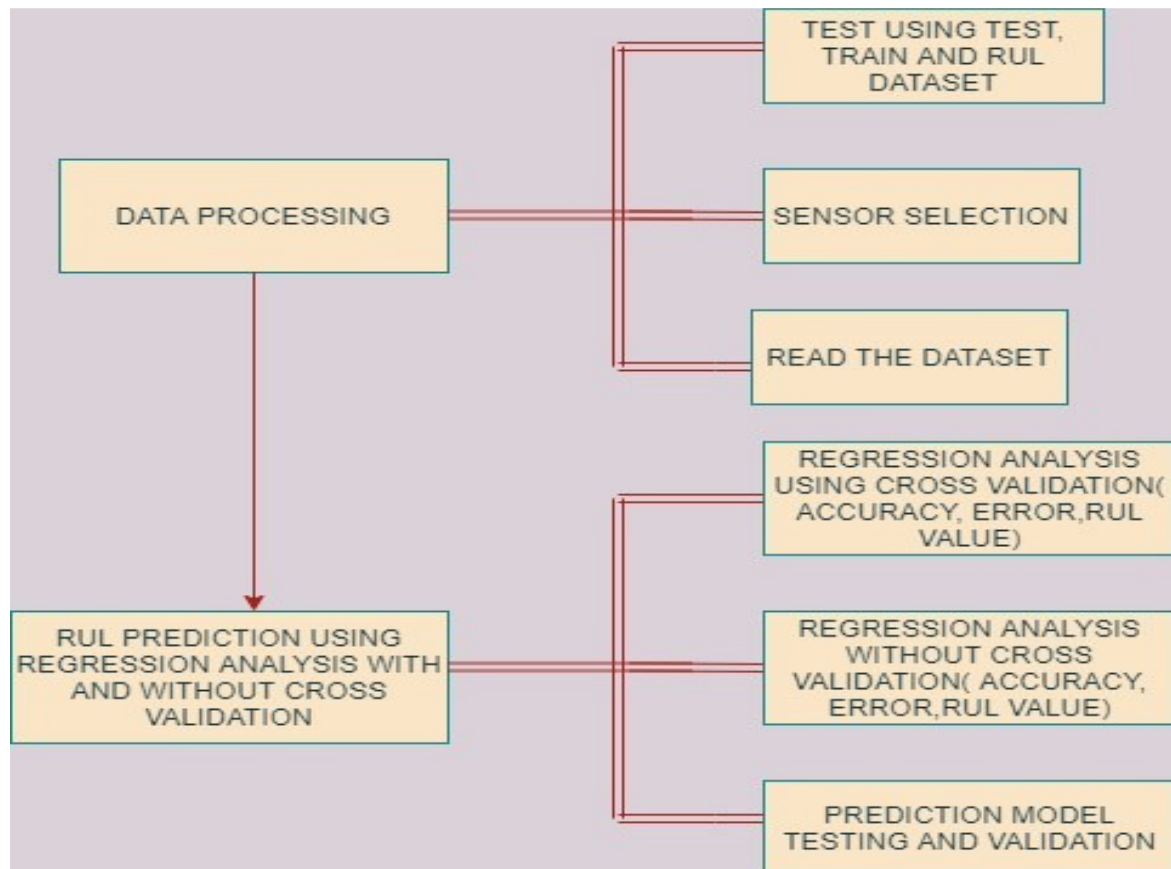 TEST USING TEST,
TRAIN AND RUL
DATASET
DATA PROCESSING
SENSOR SELECTION
READ THE DATASET
REGRESSION ANALYSIS
USING CROSS VALIDATION(
ACCURACY, ERROR,RUL
VALUE)
RUL PREDICTION USING
REGRESSION ANALYSIS WITH
AND WITHOUT CROSS
VALIDATION
REGRESSION ANALYSIS
WITHOUT CROSS
VALIDATION( ACCURACY,
ERROR,RUL VALUE)
PREDICTION MODEL
TESTING AND VALIDATION